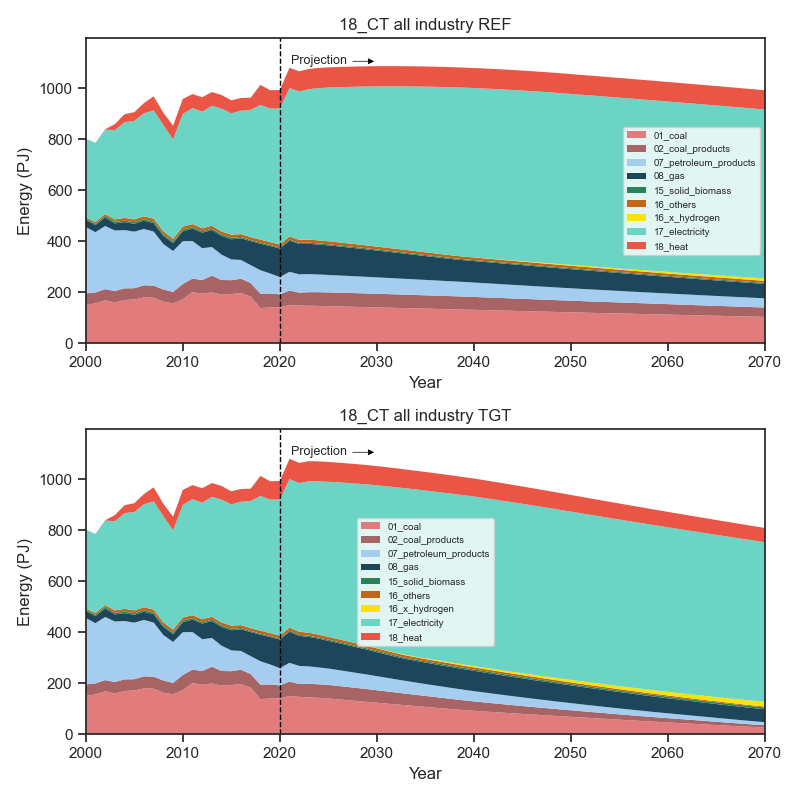 18_CT all industry REF
Projection
Energy (PJ)
1000
800
600
400
200
0
01_coal
02_coal_products
07_petroleum_products
08_gas
15_solid_biomass
16_others
16_x_hydrogen
17_electricity
18_heat
2000 2010 2020 2030 2040 2050 2060 2070
Year
18_CT all industry TGT
Projection
Energy (PJ)
1000
800
600
400
200
0
01_coal
02_coal_products
07_petroleum_products
08_gas
15_solid_biomass
16_others
16_x_hydrogen
17_electricity
18_heat
2000 2010 2020 2030 2040 2050 2060 2070
Year